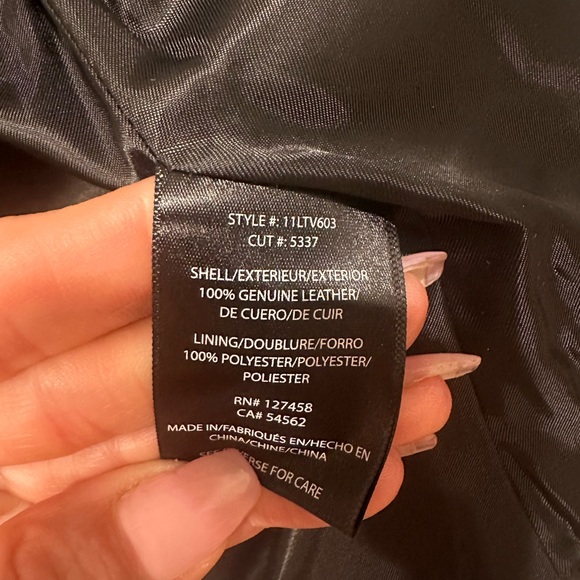 STYLE #: 11LTV603
CUT #: 5337
SHELL/EXTERIEUR/EXTERIOR
100% GENUINE LEATHER/
DE CUERO/DE CUIR
LINING/DOUBLURE/FORRO
100% POLYESTER/POLYESTER/
POLIESTER
RN# 127458
CA# 54562
MADE IN/FABRIQUÉS EN/HECHO EN
CHINA/CHINE/CHINA
FOR CARE